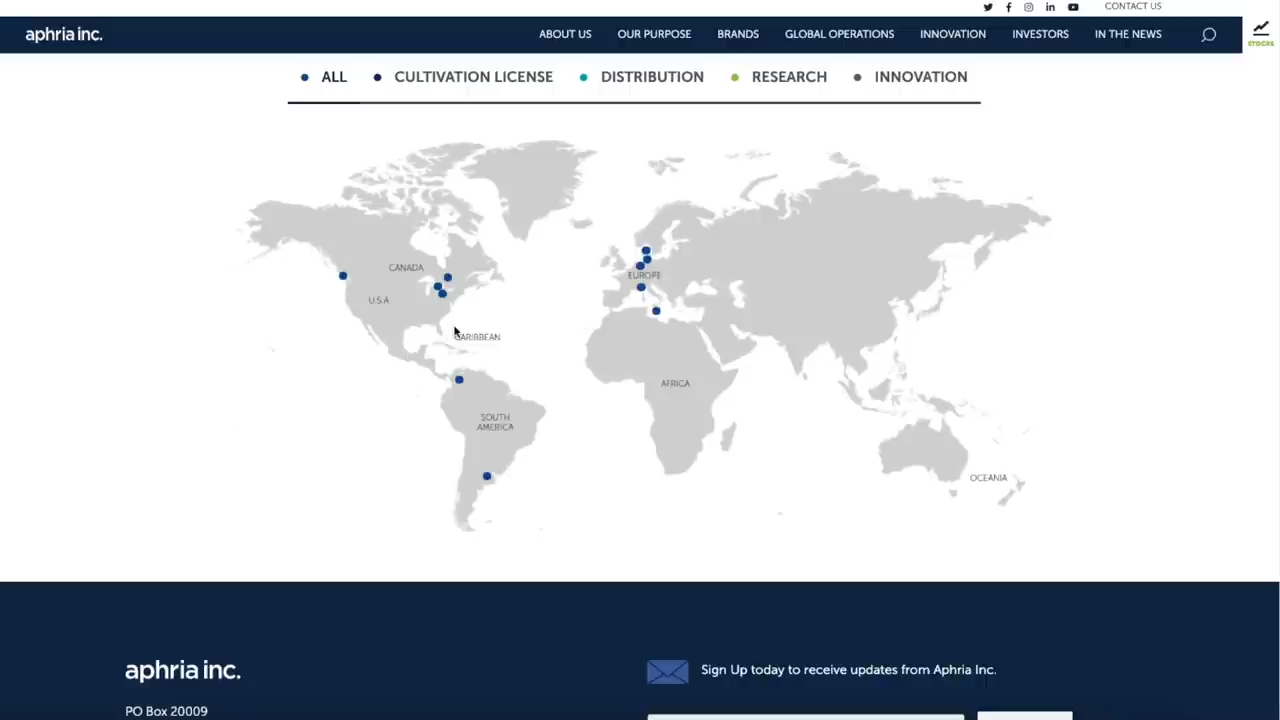 CONTACT US
aphria inc.
ABOUT US
OUR PURPOSE
BRANDS
GLOBAL OPERATIONS
INNOVATION
INVESTORS
IN THE NEWS
STOCKS
ALL
CULTIVATION LICENSE
DISTRIBUTION
RESEARCH
INNOVATION
CANADA
EUROPE
U.S.A
CARIBBEAN
AFRICA
SOUTH
AMERICA
OCEANIA
aphria inc.
Sign Up today to receive updates from Aphria Inc.
PO Box 20009